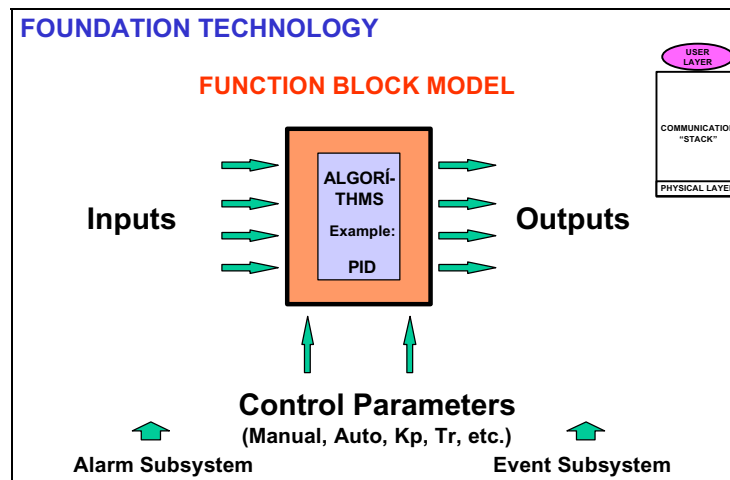 FOUNDATION TECHNOLOGY
USER
LAYER
FUNCTION BLOCK MODEL
COMMUNICATION
“STACK”
PHYSICAL LAYER
ALGORÍ-
THMS
Example:
PID
Inputs
Outputs
Control Parameters
(Manual, Auto, Kp, Tr, etc.)
Alarm Subsystem
Event Subsystem